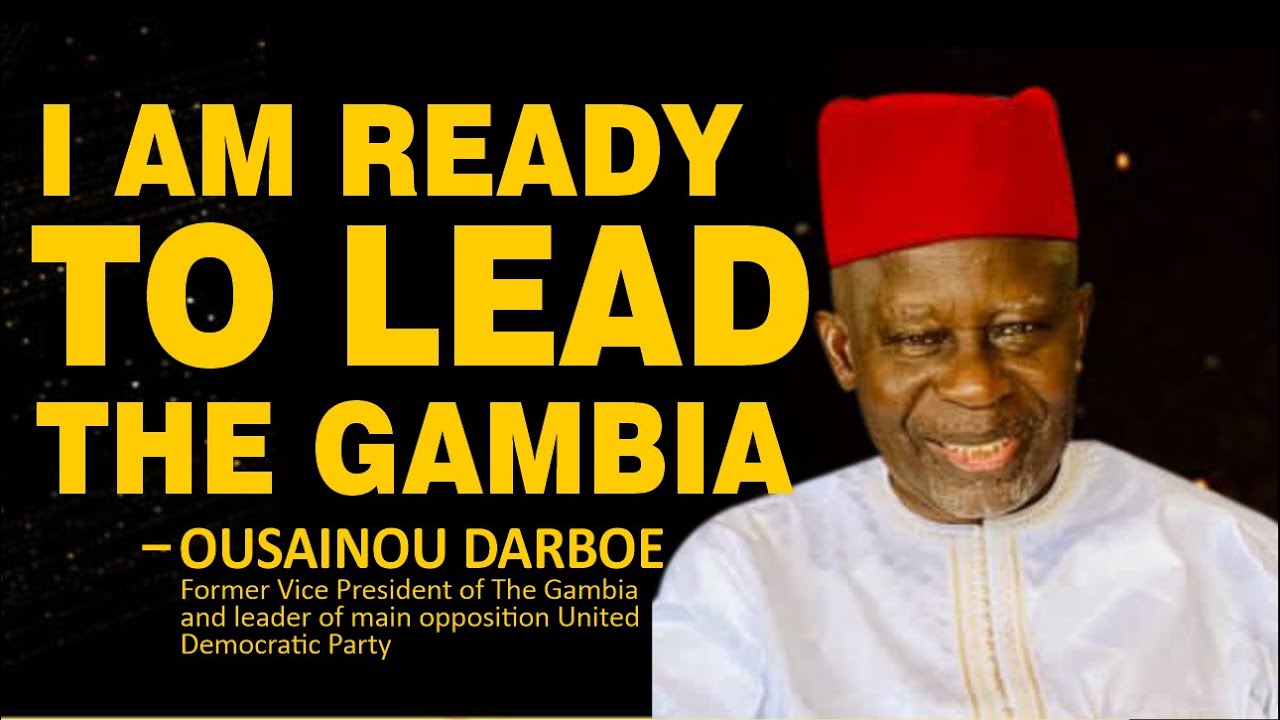 I AM READY
TO LEAD
THE GAMBIA
– OUSAINOU DARBOE
Former Vice President of The Gambia
and leader of main opposition United
Democratic Party